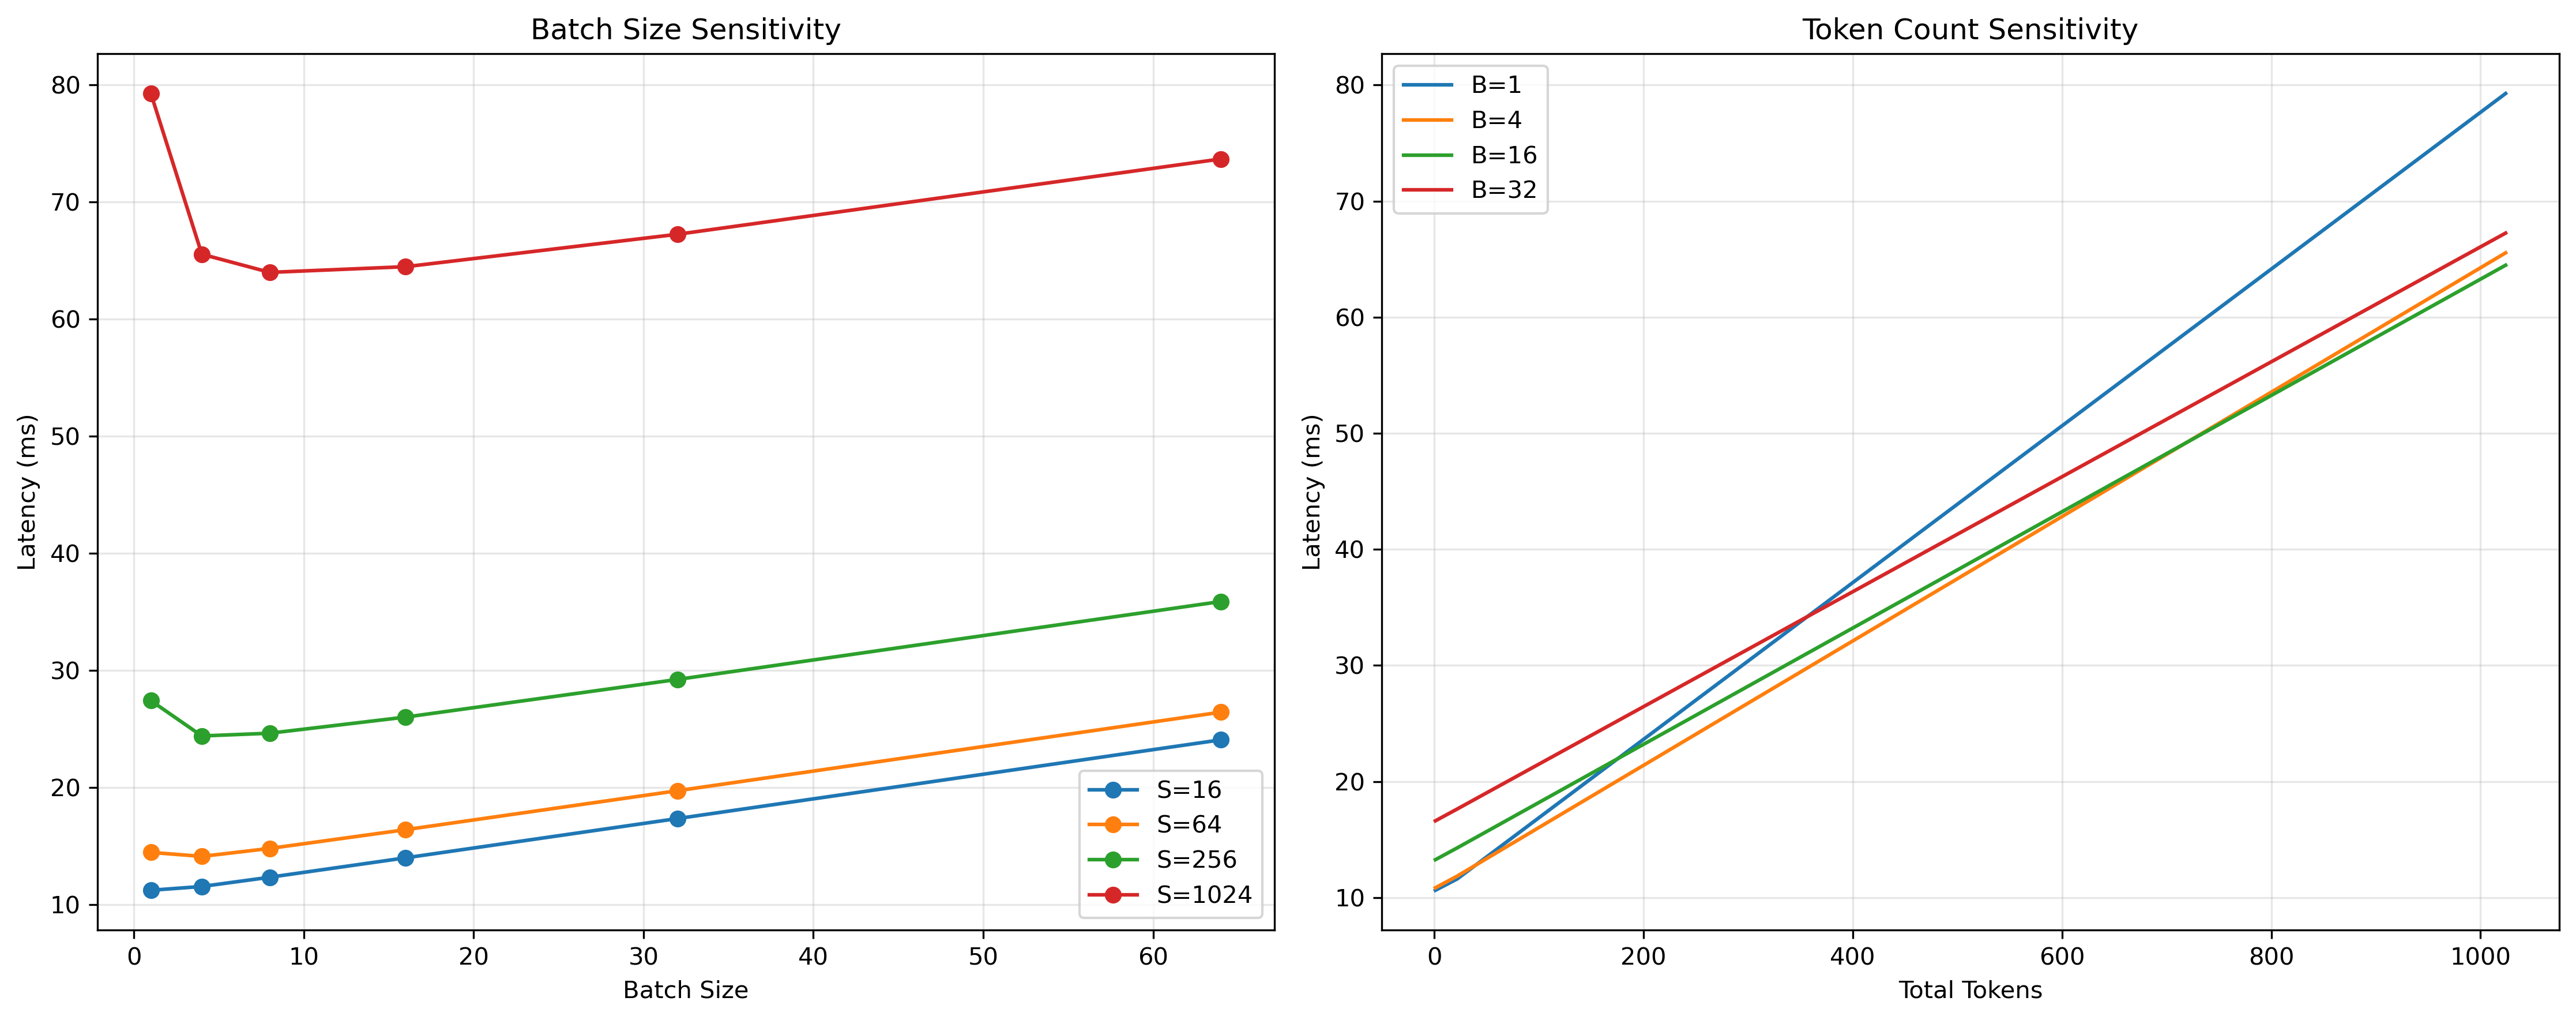 Batch Size Sensitivity
Latency (ms)
80
70
60
50
40
30
20
10
0
10
20
30
40
50
60
Batch Size
S=16
S=64
S=256
S=1024
Token Count Sensitivity
Latency (ms)
80
70
60
50
40
30
20
10
0
200
400
600
800
1000
Total Tokens
B=1
B=4
B=16
B=32